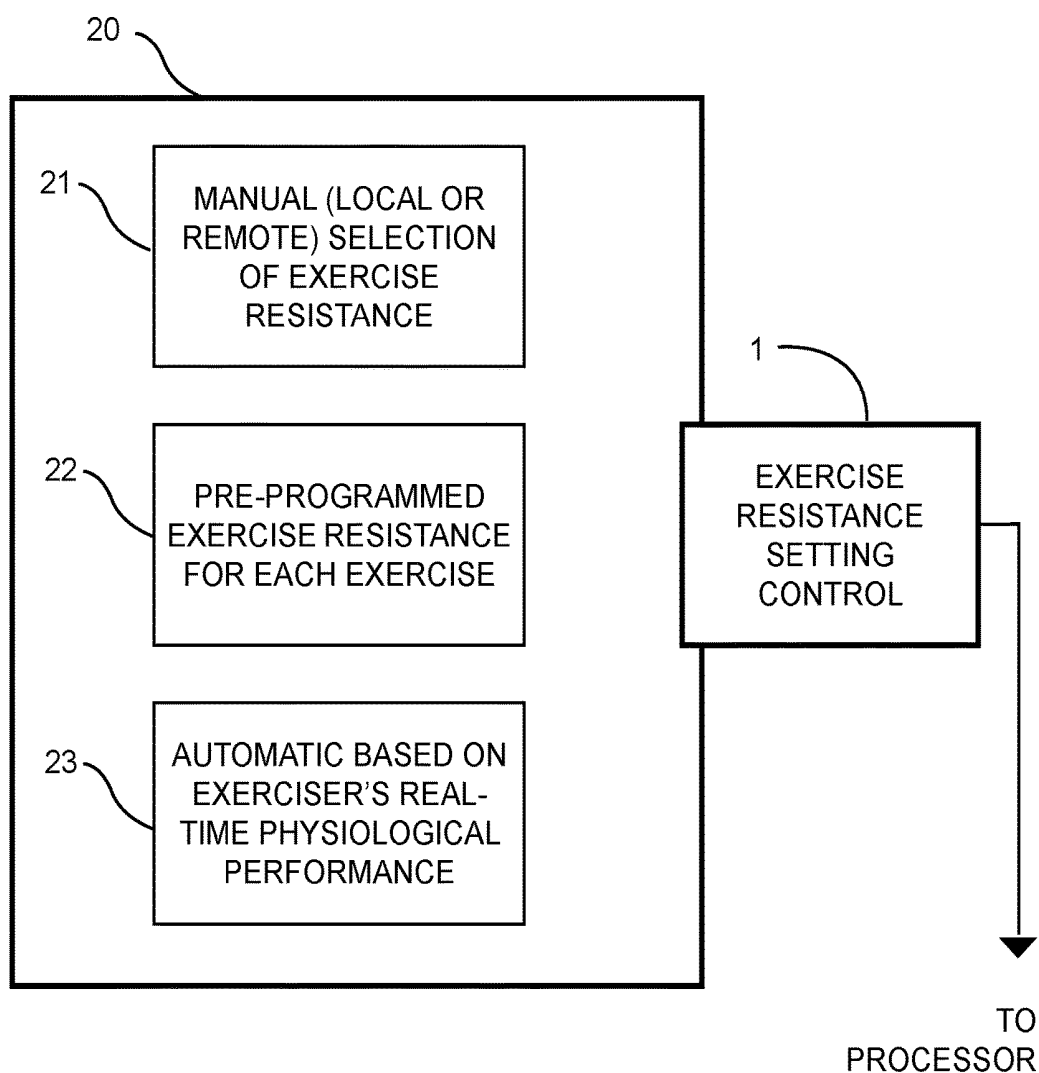 20
21
MANUAL (LOCAL OR
REMOTE) SELECTION
OF EXERCISE
RESISTANCE
1
22
PRE-PROGRAMMED
EXERCISE RESISTANCE
FOR EACH EXERCISE
EXERCISE
RESISTANCE
SETTING
CONTROL
23
AUTOMATIC BASED ON
EXERCISER'S REAL-
TIME PHYSIOLOGICAL
PERFORMANCE
TO
PROCESSOR